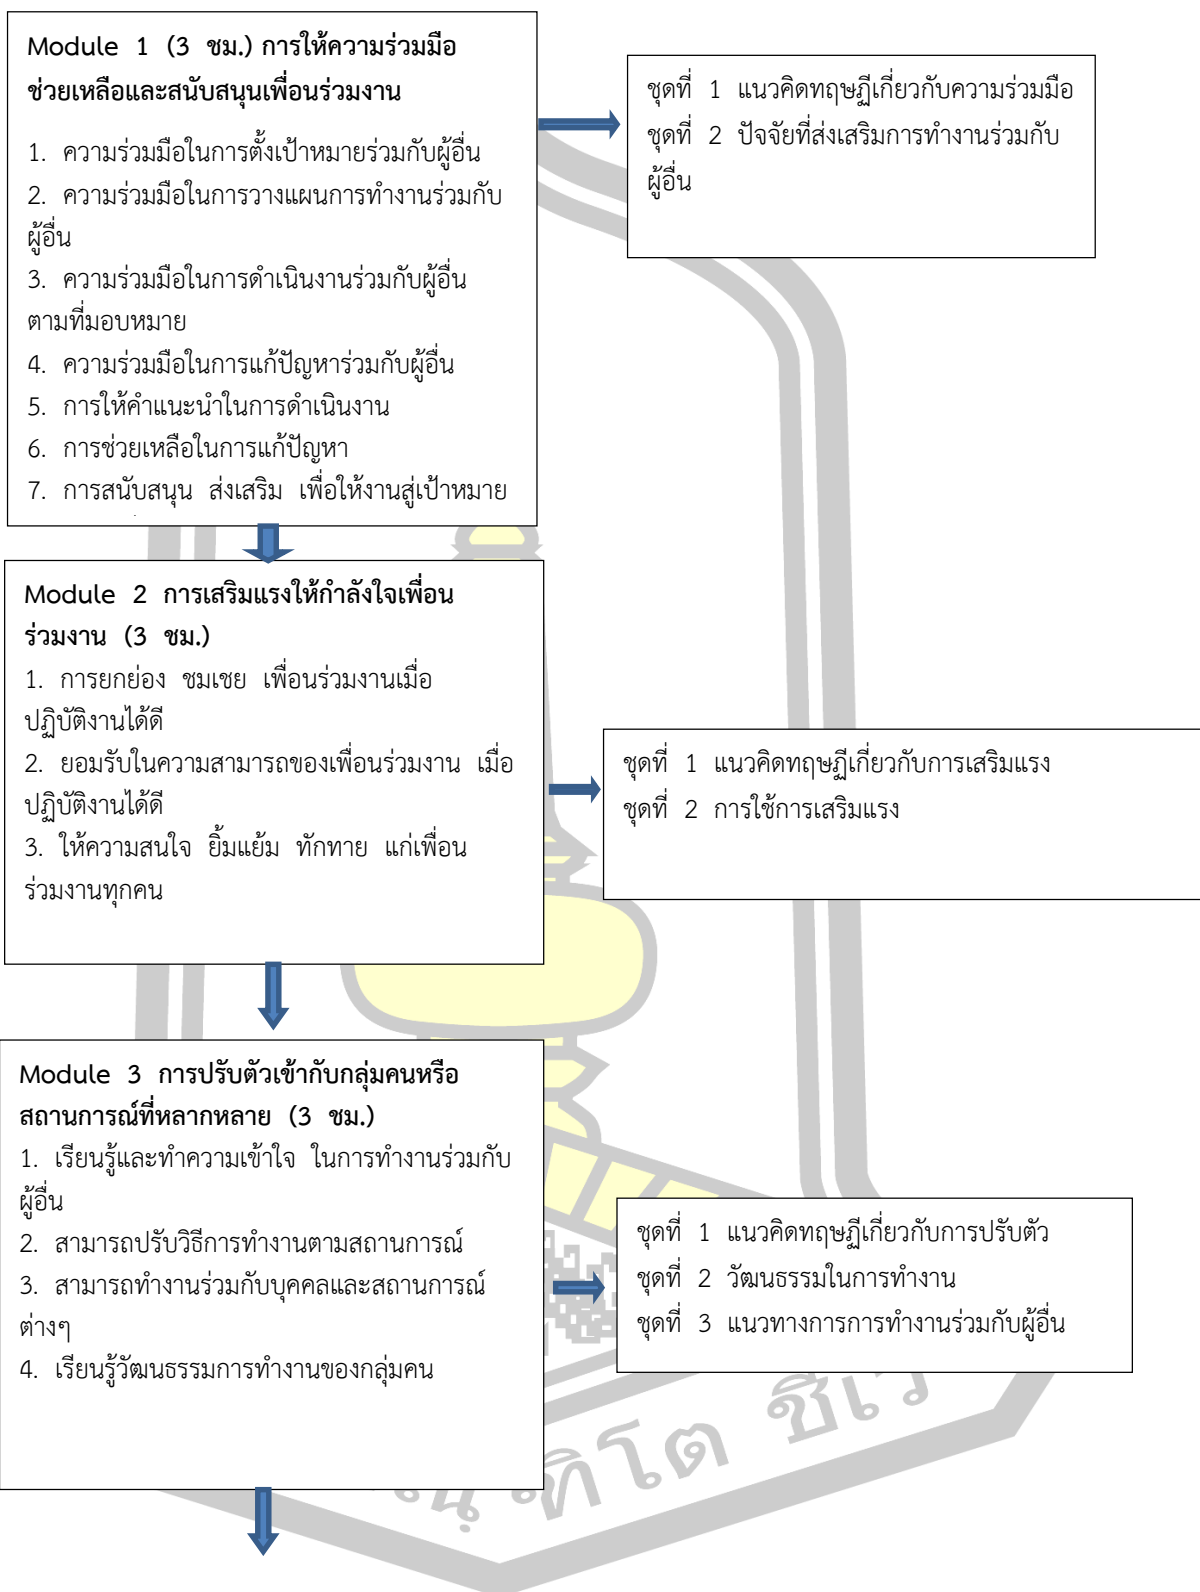 Module 1 (3 ชม.) การให้ความร่วมมือ
ช่วยเหลือและสนับสนุนเพื่อนร่วมงาน
1. ความร่วมมือในการตั้งเป้าหมายร่วมกับผู้อื่น
2. ความร่วมมือในการวางแผนการทำงานร่วมกับ
ผู้อื่น
3. ความร่วมมือในการดำเนินงานร่วมกับผู้อื่น
ตามที่มอบหมาย
4. ความร่วมมือในการแก้ปัญหาร่วมกับผู้อื่น
5. การให้คำแนะนำในการดำเนินงาน
6. การช่วยเหลือในการแก้ปัญหา
7. การสนับสนุน ส่งเสริม เพื่อให้งานสู่เป้าหมาย
ชุดที่ 1 แนวคิดทฤษฎีเกี่ยวกับความร่วมมือ
ชุดที่ 2 ปัจจัยที่ส่งเสริมการทำงานร่วมกับ
ผู้อื่น
Module 2 การเสริมแรงให้กำลังใจเพื่อน
ร่วมงาน (3 ชม.)
1. การยกย่อง ชมเชย เพื่อนร่วมงานเมื่อ
ปฏิบัติงานได้ดี
2. ยอมรับในความสามารถของเพื่อนร่วมงาน เมื่อ
ปฏิบัติงานได้ดี
3. ให้ความสนใจ ยิ้มแย้ม ทักทาย แก่เพื่อน
ร่วมงานทุกคน
ชุดที่ 1 แนวคิดทฤษฎีเกี่ยวกับการเสริมแรง
ชุดที่ 2 การใช้การเสริมแรง
Module 3 การปรับตัวเข้ากับกลุ่มคนหรือ
สถานการณ์ที่หลากหลาย (3 ชม.)
1. เรียนรู้และทำความเข้าใจ ในการทำงานร่วมกับ
ผู้อื่น
2. สามารถปรับวิธีการทำงานตามสถานการณ์
3. สามารถทำงานร่วมกับบุคคลและสถานการณ์
ต่างๆ
4. เรียนรู้วัฒนธรรมการทำงานของกลุ่มคน
ชุดที่ 1 แนวคิดทฤษฎีเกี่ยวกับการปรับตัว
ชุดที่ 2 วัฒนธรรมในการทำงาน
ชุดที่ 3 แนวทางการการทำงานร่วมกับผู้อื่น